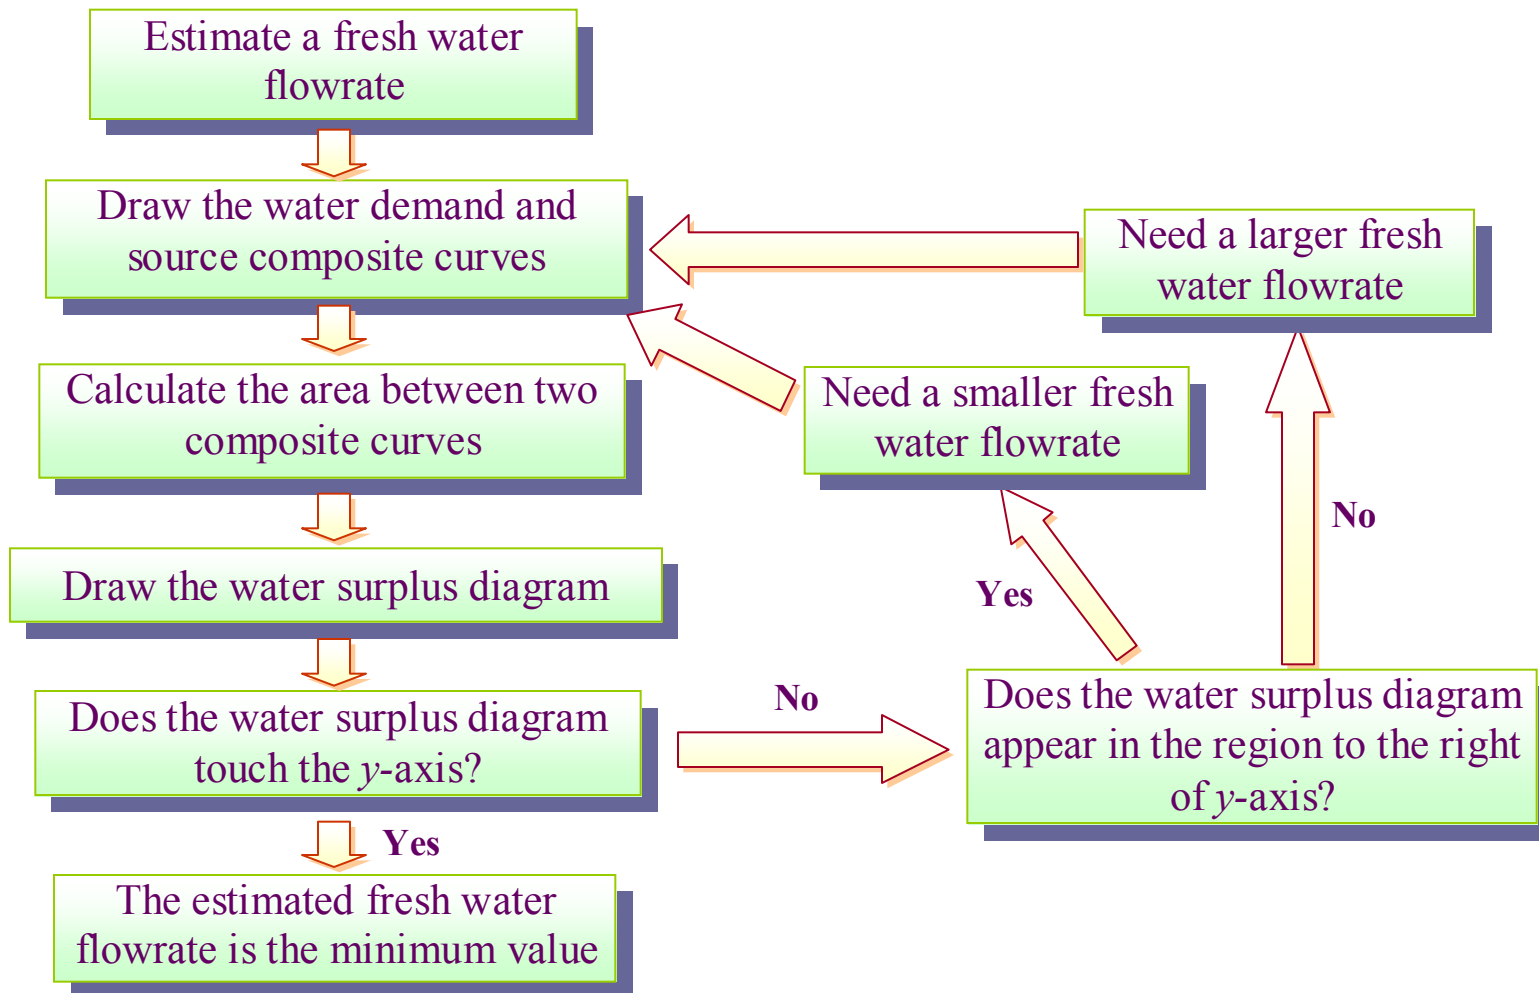 Estimate a fresh water
flowrate
Draw the water demand and
source composite curves
Need a larger fresh
water flowrate
Calculate the area between two
composite curves
Need a smaller fresh
water flowrate
No
Draw the water surplus diagram
Yes
Does the water surplus diagram
touch the y-axis?
No
Does the water surplus diagram
appear in the region to the right
of y-axis?
Yes
The estimated fresh water
flowrate is the minimum value